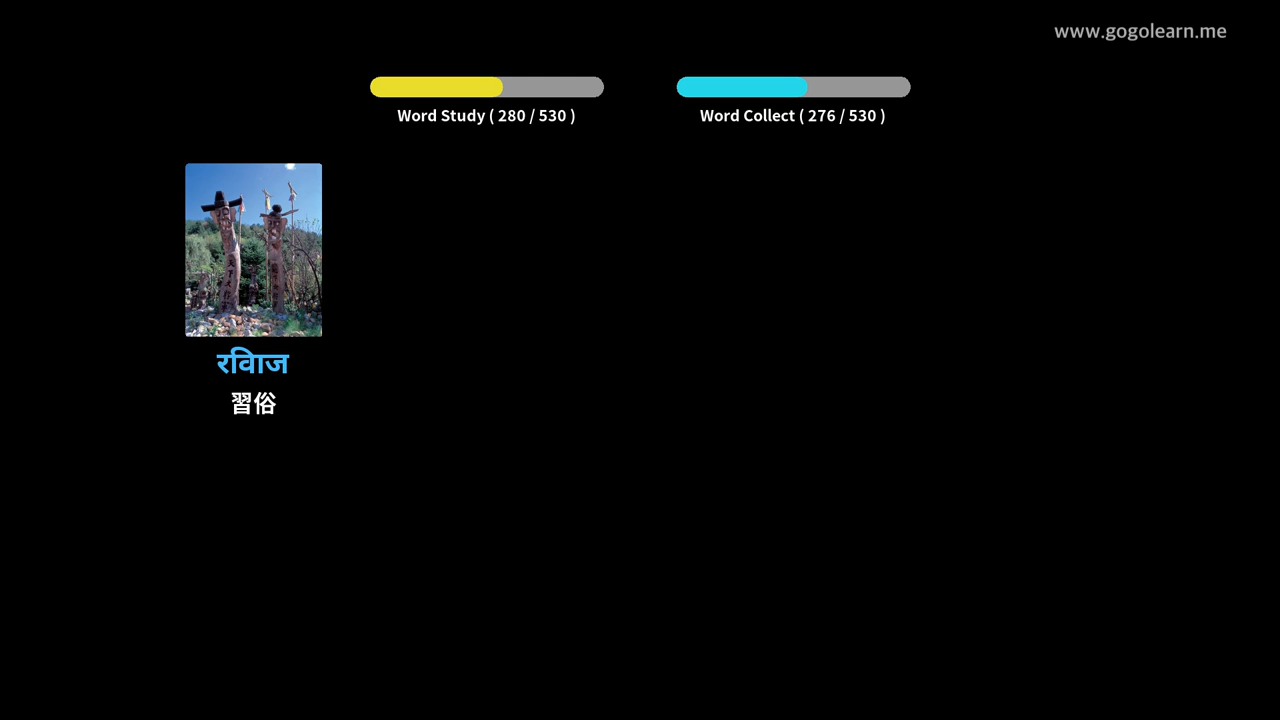 www.gogolearn.me
Word Study ( 280 / 530 )
Word Collect ( 276 / 530 )
रिवाज
習俗